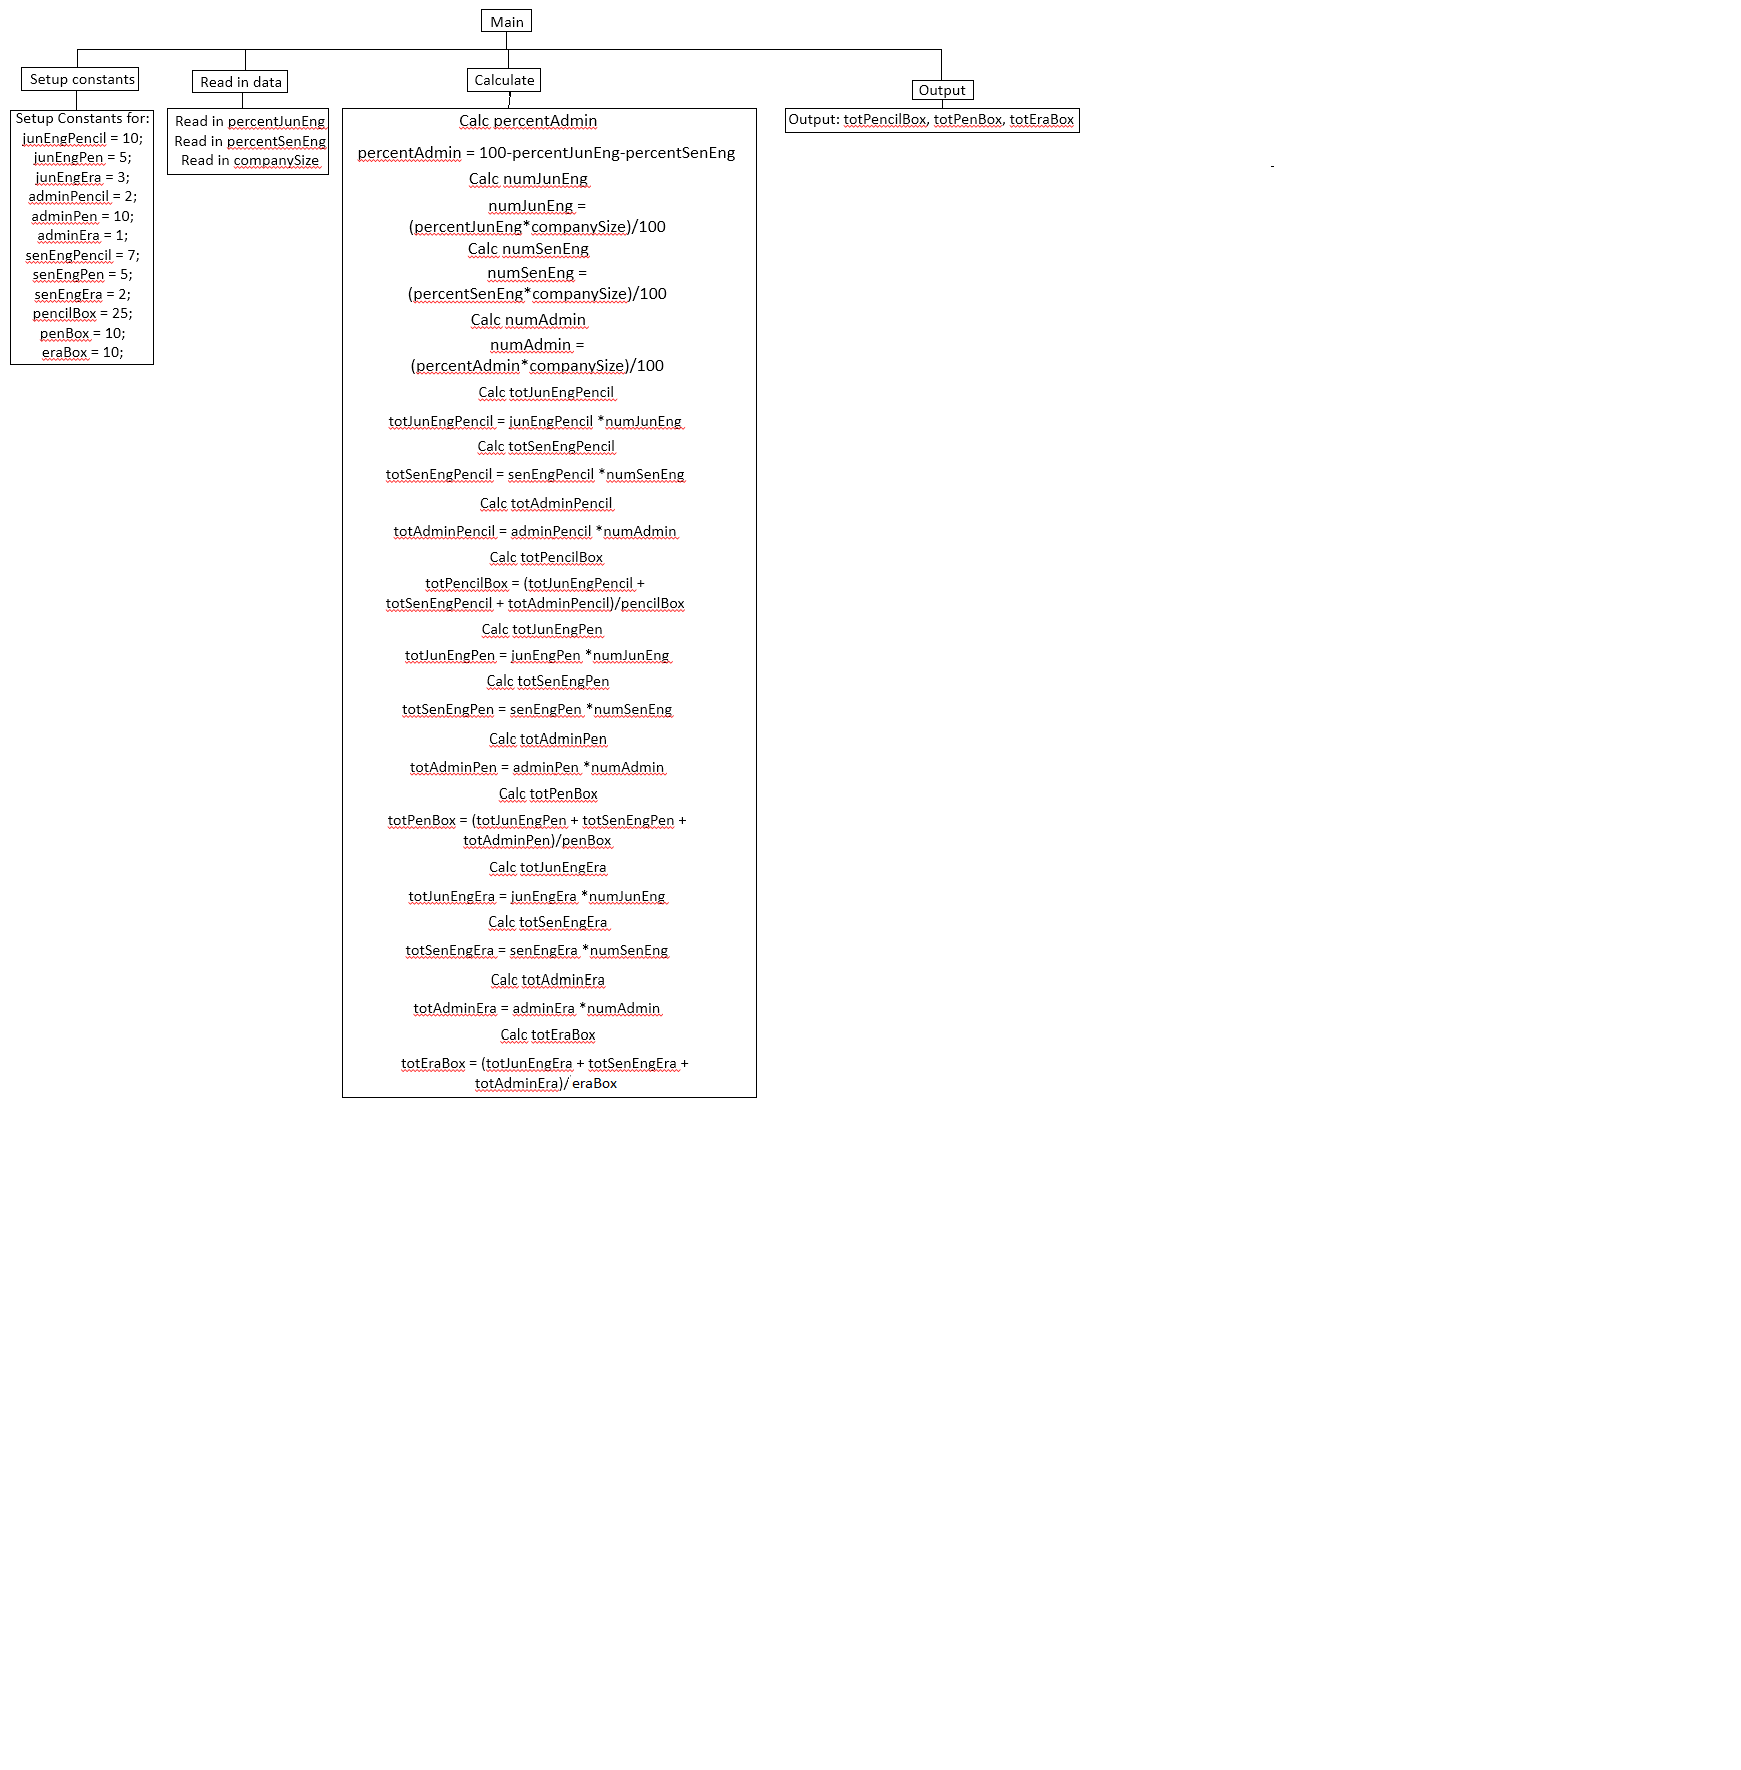 Main
Setup constants
Setup Constants for:
junEngPencil = 10;
junEngPen = 5;
junEngEra = 3;
adminPencil = 2;
adminPen = 10;
adminEra = 1;
senEngPencil = 7;
senEngPen = 5;
senEngEra = 2;
pencilBox = 25;
penBox = 10;
eraBox = 10;
Read in data
Read in percentJunEng
Read in percentSenEng
Read in companySize
Calculate
Calc percentAdmin
percentAdmin = 100-percentJunEng-percentSenEng
Calc numJunEng
numJunEng =
(percentJunEng*companySize)/100
Calc numSenEng
numSenEng =
(percentSenEng*companySize)/100
Calc numAdmin
numAdmin =
(percentAdmin*companySize)/100
Calc totJunEngPencil
totJunEngPencil = junEngPencil *numJunEng
Calc totSenEngPencil
totSenEngPencil = senEngPencil *numSenEng
Calc totAdminPencil
totAdminPencil = adminPencil *numAdmin
Calc totPencilBox
totPencilBox = (totJunEngPencil +
totSenEngPencil + totAdminPencil)/pencilBox
Calc totJunEngPen
totJunEngPen = junEngPen *numJunEng
Calc totSenEngPen
totSenEngPen = senEngPen *numSenEng
Calc totAdminPen
totAdminPen = adminPen *numAdmin
Calc totPenBox
totPenBox = (totJunEngPen + totSenEngPen +
totAdminPen)/penBox
Calc totJunEngEra
totJunEngEra = junEngEra *numJunEng
Calc totSenEngEra
totSenEngEra = senEngEra *numSenEng
Calc totAdminEra
totAdminEra = adminEra *numAdmin
Calc totEraBox
totEraBox = (totJunEngEra + totSenEngEra +
totAdminEra)/ eraBox
Output
Output: totPencilBox, totPenBox, totEraBox